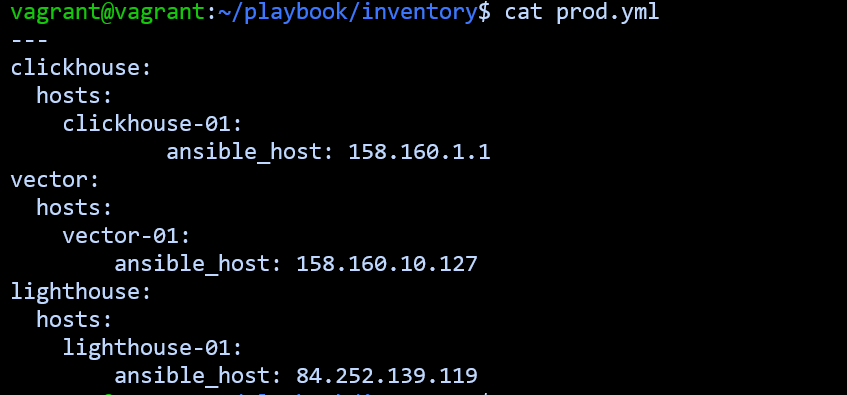 vagrant@vagrant:~/playbook/inventory$ cat prod.yml
---
clickhouse:
  hosts:
    clickhouse-01:
            ansible_host: 158.160.1.1
vector:
  hosts:
    vector-01:
        ansible_host: 158.160.10.127
lighthouse:
  hosts:
    lighthouse-01:
        ansible_host: 84.252.139.119